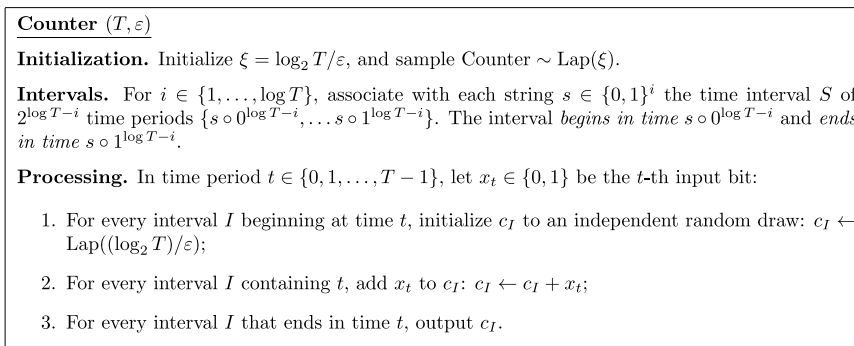 Counter (T, ε)
Initialization. Initialize ξ = log₂ T/ε, and sample Counter ∼ Lap(ξ).
Intervals. For i ∈ {1, . . . , log T}, associate with each string s ∈ {0, 1}ⁱ the time interval S of
2^{log T−i} time periods {s ∘ 0^{log T−i}, . . . s ∘ 1^{log T−i}}. The interval begins in time s ∘ 0^{log T−i} and ends
in time s ∘ 1^{log T−i}.
Processing. In time period t ∈ {0, 1, . . . , T − 1}, let xₜ ∈ {0, 1} be the t-th input bit:
1. For every interval I beginning at time t, initialize c_I to an independent random draw: c_I ←
Lap((log₂ T)/ε);
2. For every interval I containing t, add xₜ to c_I: c_I ← c_I + xₜ;
3. For every interval I that ends in time t, output c_I.